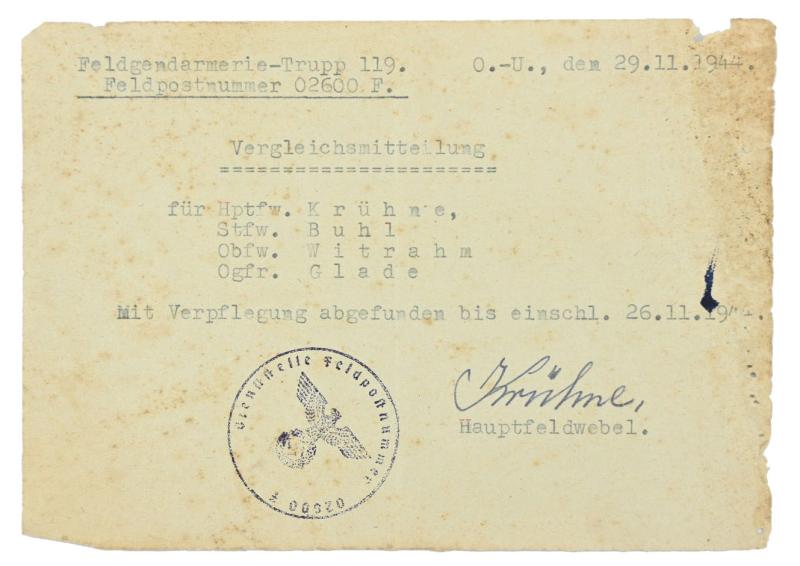 Feldgendarmerie-Trupp 119. O.-U., den 29.11.1944.
Feldpostnummer 02600 F.
Vergleichsmitteilung
======================
für Hptfw. K r ü h n e,
Stfw. B u h l
Obfw. W i t r a h m
Ogfr. G l a d e
Mit Verpflegung abgefunden bis einschl. 26.11.1944.
Krühne,
Hauptfeldwebel.
Dienststelle Feldpostnummer
02600 F